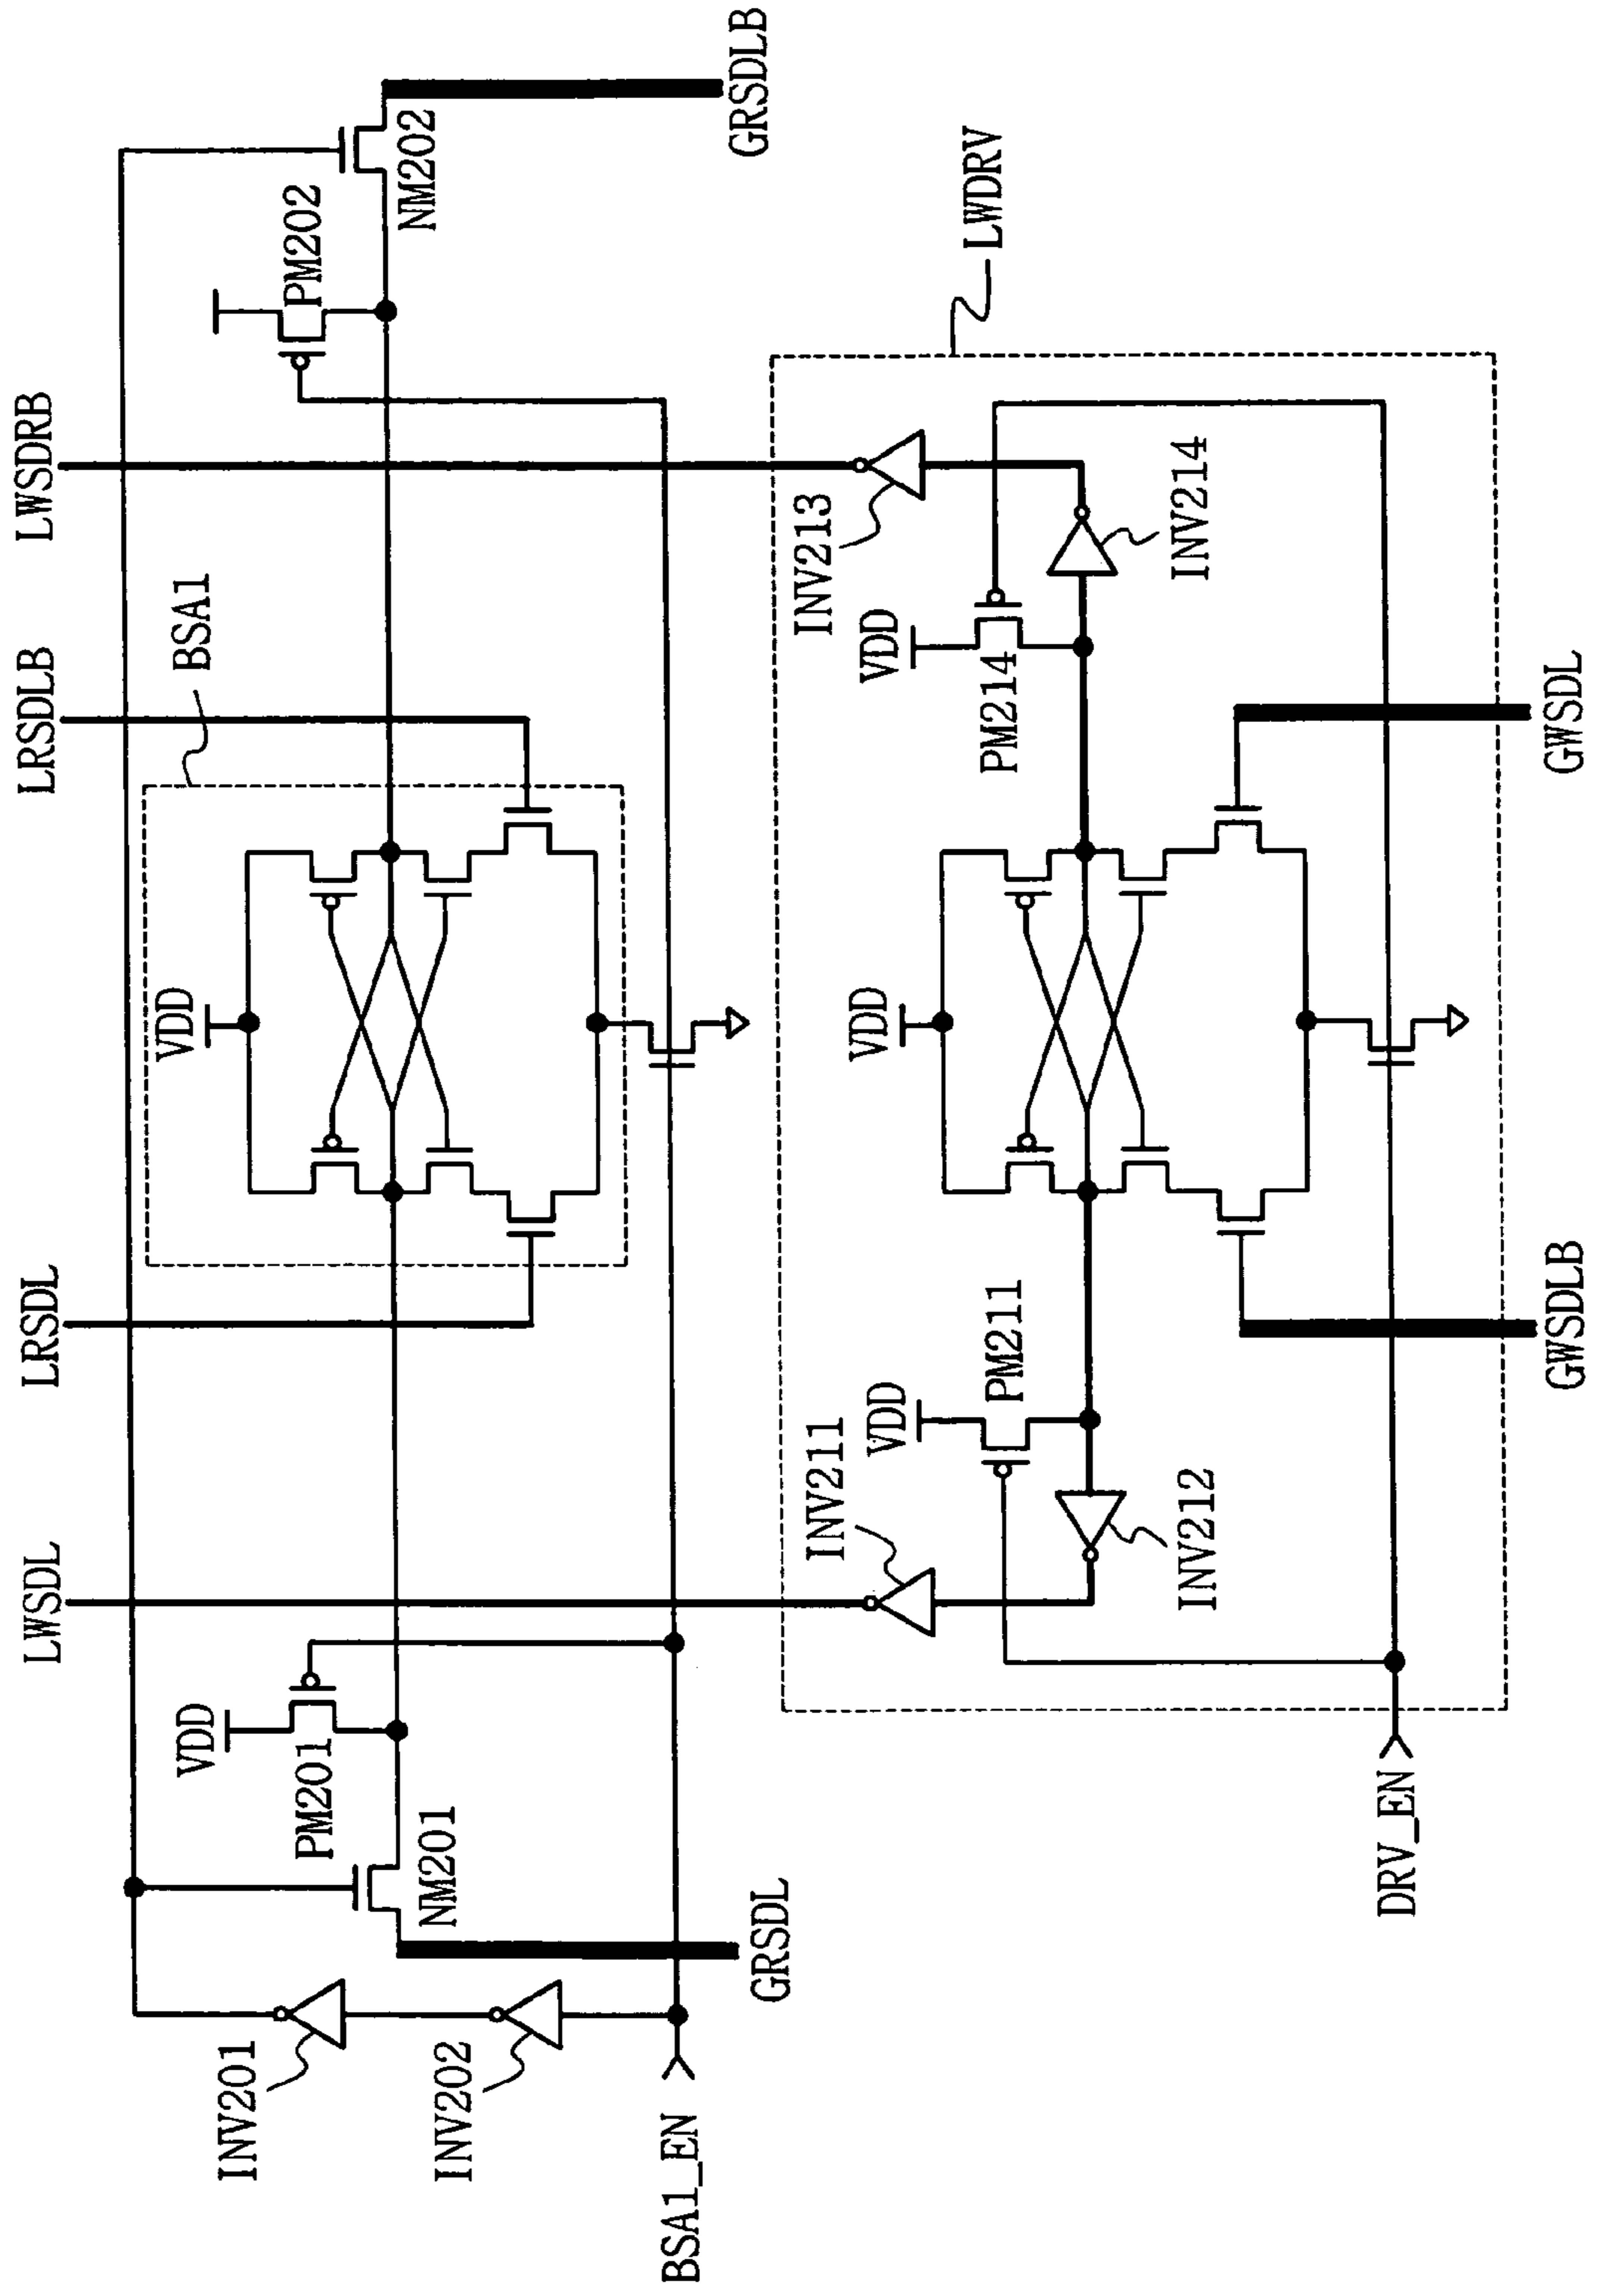 LWSDL
LRSDL
LRSDLB
LWSDRB
BSA1
VDD
VDD
PM201
PM202
INV201
NM201
NM202
INV202
BSA1_EN
GRSDL
GRSDLB
LWDRV
INV211
INV213
VDD
VDD
VDD
PM211
PM214
INV212
INV214
DRV_EN
GWSDLB
GWSDL